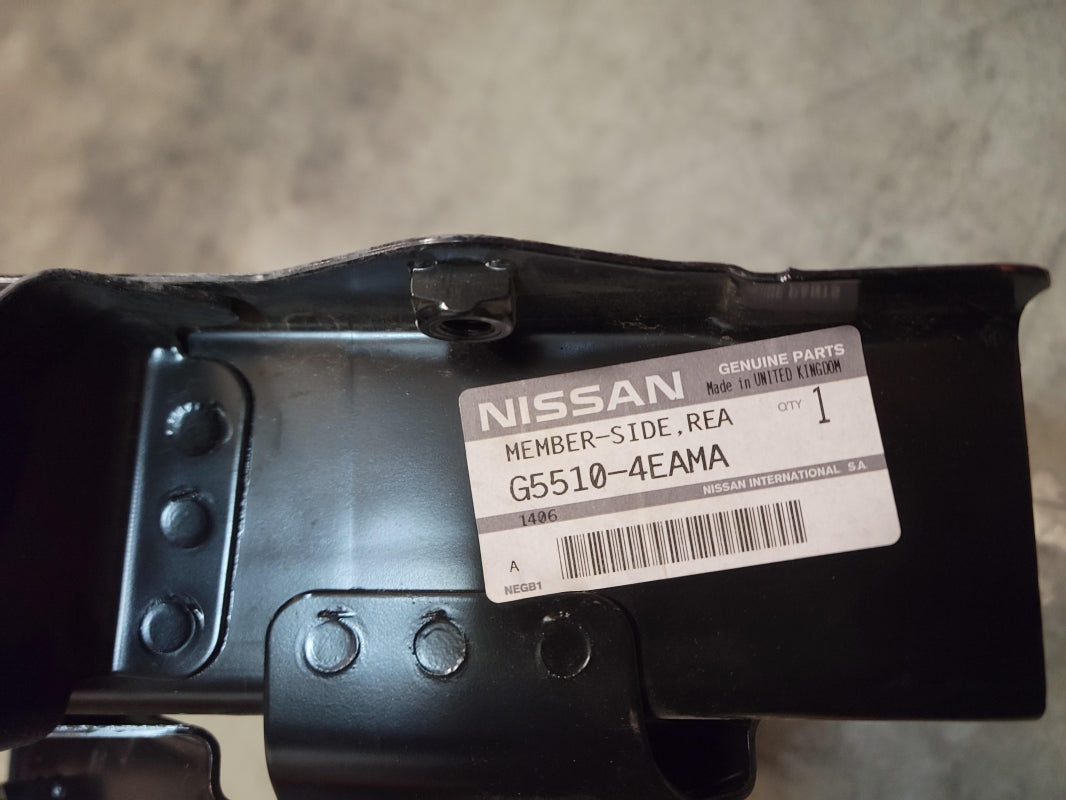 NISSAN
GENUINE PARTS
Made in UNITED KINGDOM
MEMBER-SIDE,REA
QTY 1
G5510-4EAMA
NISSAN INTERNATIONAL SA
1406
A
NEGB1